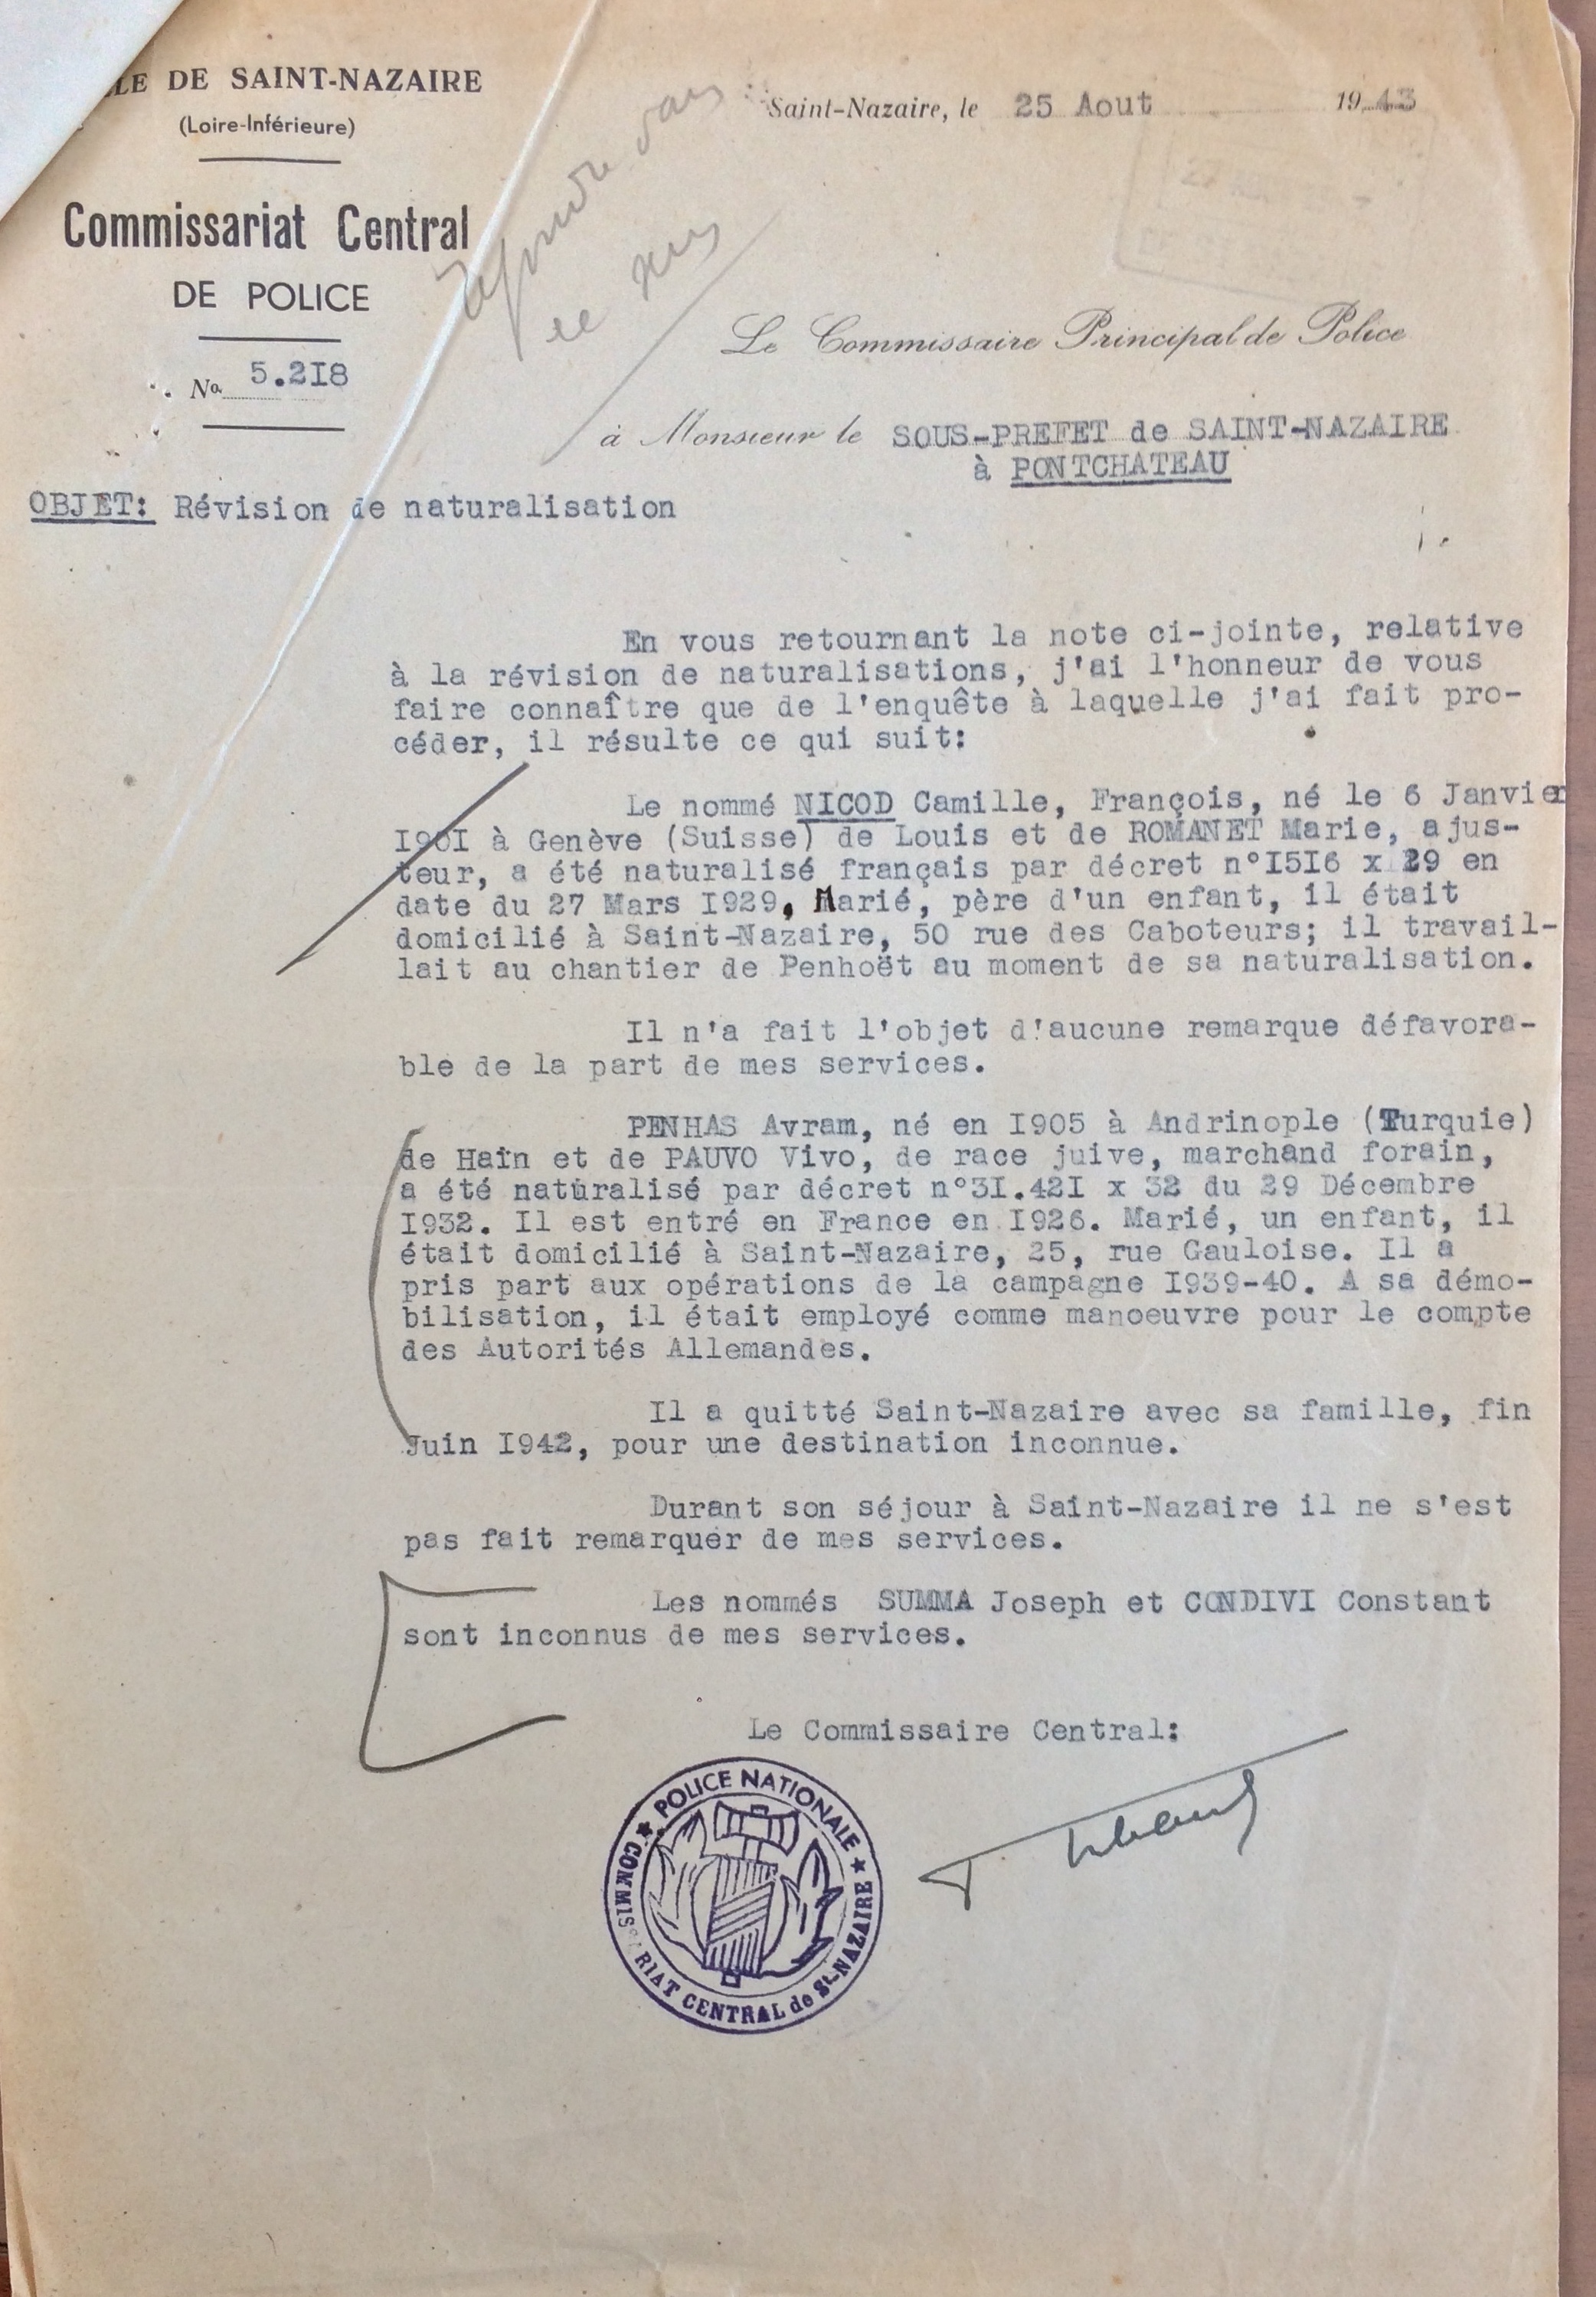 LE DE SAINT-NAZAIRE
(Loire-Inférieure)
Saint-Nazaire, le 25 Aout 1943
Commissariat Central
DE POLICE
No 5.2I8
Le Commissaire Principal de Police
à Monsieur le SOUS-PREFET de SAINT-NAZAIRE
à PONTCHATEAU
OBJET: Révision de naturalisation
En vous retournant la note ci-jointe, relative
à la révision de naturalisations, j'ai l'honneur de vous
faire connaître que de l'enquête à laquelle j'ai fait pro-
céder, il résulte ce qui suit:
Le nommé NICOD Camille, François, né le 6 Janvier
I90I à Genève (Suisse) de Louis et de ROMANET Marie, ajus-
teur, a été naturalisé français par décret n°I5I6 x 29 en
date du 27 Mars I929, Marié, père d'un enfant, il était
domicilié à Saint-Nazaire, 50 rue des Caboteurs; il travail-
lait au chantier de Penhoët au moment de sa naturalisation.
Il n'a fait l'objet d'aucune remarque défavora-
ble de la part de mes services.
PENHAS Avram, né en I905 à Andrinople (Turquie)
de Haïn et de PAUVO Vivo, de race juive, marchand forain,
a été naturalisé par décret n°3I.42I x 32 du 29 Décembre
I932. Il est entré en France en I926. Marié, un enfant, il
était domicilié à Saint-Nazaire, 25, rue Gauloise. Il a
pris part aux opérations de la campagne I939-40. A sa démo-
bilisation, il était employé comme manoeuvre pour le compte
des Autorités Allemandes.
Il a quitté Saint-Nazaire avec sa famille, fin
Juin I942, pour une destination inconnue.
Durant son séjour à Saint-Nazaire il ne s'est
pas fait remarquer de mes services.
Les nommés SUMMA Joseph et CONDIVI Constant
sont inconnus de mes services.
Le Commissaire Central:
POLICE NATIONALE
COMMISSARIAT CENTRAL de St-NAZAIRE